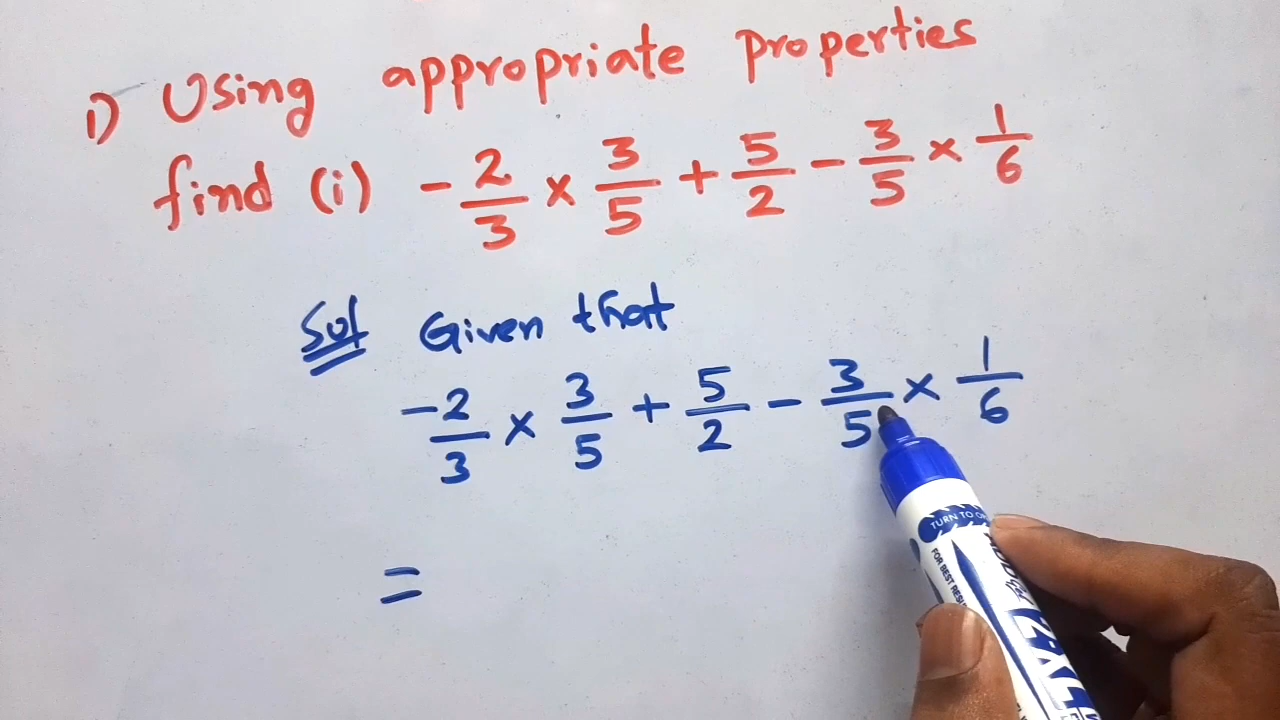 1) Using appropriate properties
find (i) -2/3 × 3/5 + 5/2 - 3/5 × 1/6
Sol Given that
-2/3 × 3/5 + 5/2 - 3/5 × 1/6
=
TURN TO
FOR BEST